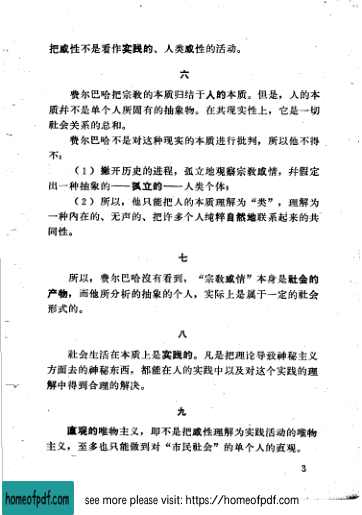 把感性不是看作实践的、人类感性的活动。
六
费尔巴哈把宗教的本质归结于人的本质。但是，人的本
质并不是单个人所固有的抽象物。在其现实性上，它是一切
社会关系的总和。
费尔巴哈不是对这种现实的本质进行批判，所以他不得
不：
（1）撇开历史的进程，孤立地观察宗教感情，并假定
出一种抽象的——孤立的——人类个体；
（2）所以，他只能把人的本质理解为“类”，理解为
一种内在的、无声的、把许多个人纯粹自然地联系起来的共
同性。
七
所以，费尔巴哈没有看到，“宗教感情”本身是社会的
产物，而他所分析的抽象的个人，实际上是属于一定的社会
形式的。
八
社会生活在本质上是实践的。凡是把理论导致神秘主义
方面去的神秘东西，都能在人的实践中以及对这个实践的理
解中得到合理的解决。
九
直观的唯物主义，即不是把感性理解为实践活动的唯物
主义，至多也只能做到对“市民社会”的单个人的直观。
3
homeofpdf.com
see more please visit: https://homeofpdf.com